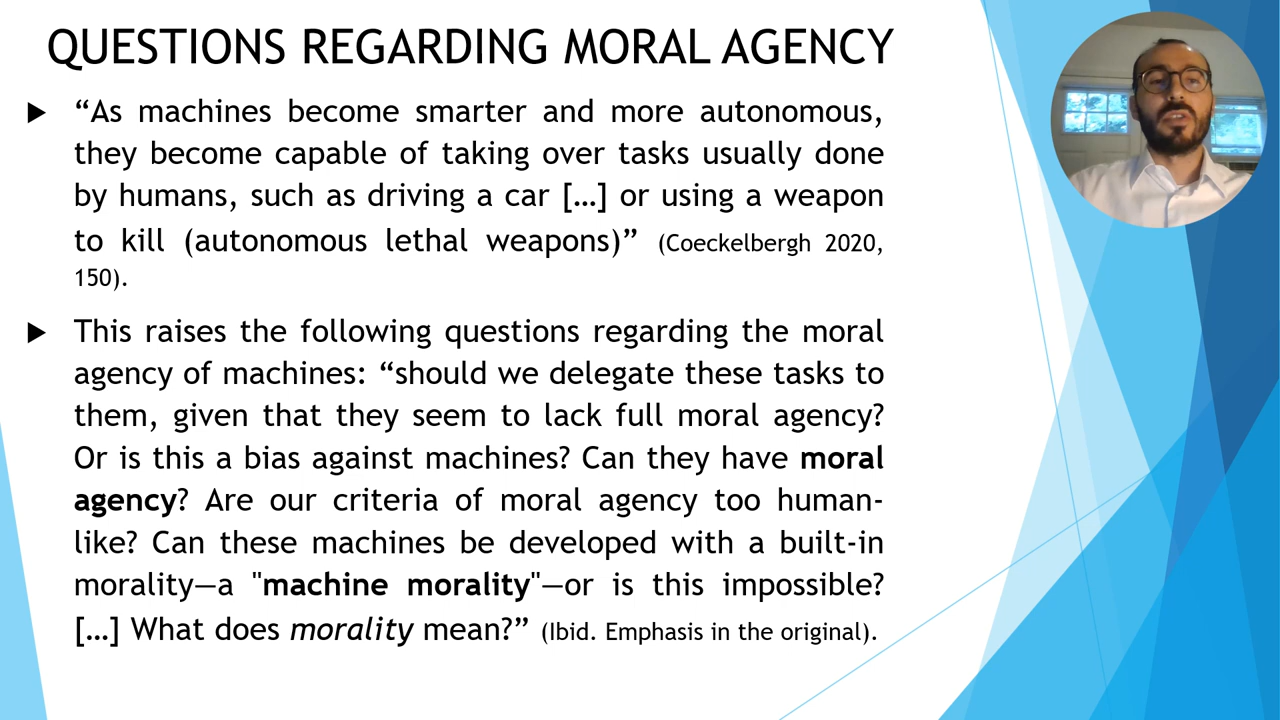 QUESTIONS REGARDING MORAL AGENCY
“As machines become smarter and more autonomous,
they become capable of taking over tasks usually done
by humans, such as driving a car […] or using a weapon
to kill (autonomous lethal weapons)” (Coeckelbergh 2020,
150).
This raises the following questions regarding the moral
agency of machines: “should we delegate these tasks to
them, given that they seem to lack full moral agency?
Or is this a bias against machines? Can they have moral
agency? Are our criteria of moral agency too human-
like? Can these machines be developed with a built-in
morality—a "machine morality"—or is this impossible?
[…] What does morality mean?” (Ibid. Emphasis in the original).